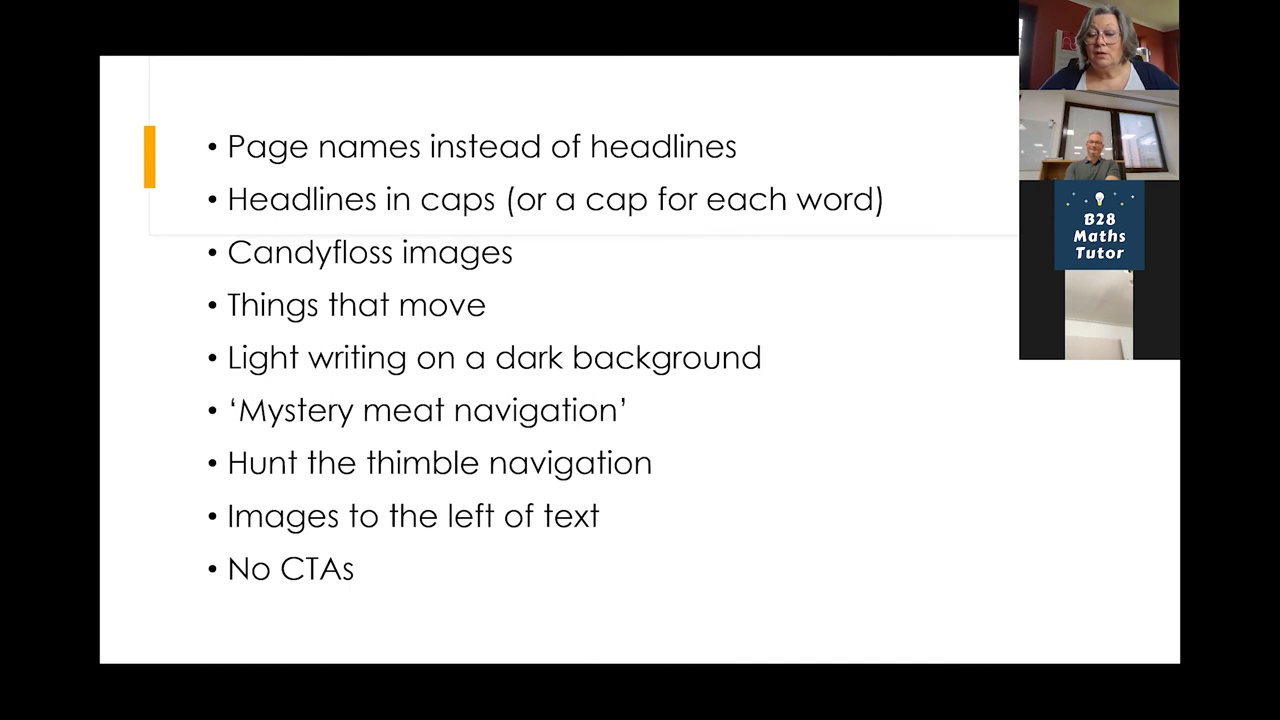 • Page names instead of headlines
• Headlines in caps (or a cap for each word)
• Candyfloss images
• Things that move
• Light writing on a dark background
• ‘Mystery meat navigation’
• Hunt the thimble navigation
• Images to the left of text
• No CTAs
B28
Maths
Tutor